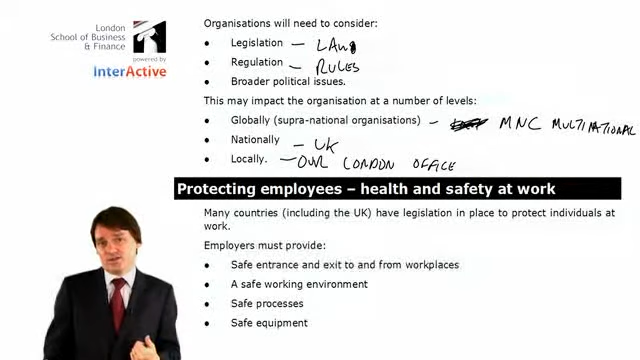 London
School of Business
& Finance
powered by
InterActive
Organisations will need to consider:
• Legislation – LAWS
• Regulation – RULES
• Broader political issues.
This may impact the organisation at a number of levels:
• Globally (supra-national organisations) – MNC MULTINATIONAL
• Nationally – UK
• Locally. – OUR LONDON OFFICE
Protecting employees – health and safety at work
Many countries (including the UK) have legislation in place to protect individuals at
work.
Employers must provide:
• Safe entrance and exit to and from workplaces
• A safe working environment
• Safe processes
• Safe equipment